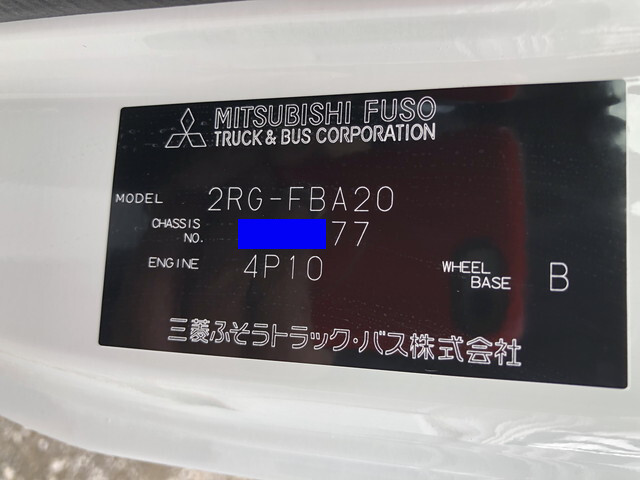 MITSUBISHI FUSO
TRUCK & BUS CORPORATION
MODEL 2RG-FBA20
CHASSIS NO. 77
ENGINE 4P10
WHEEL BASE B
三菱ふそうトラック・バス株式会社